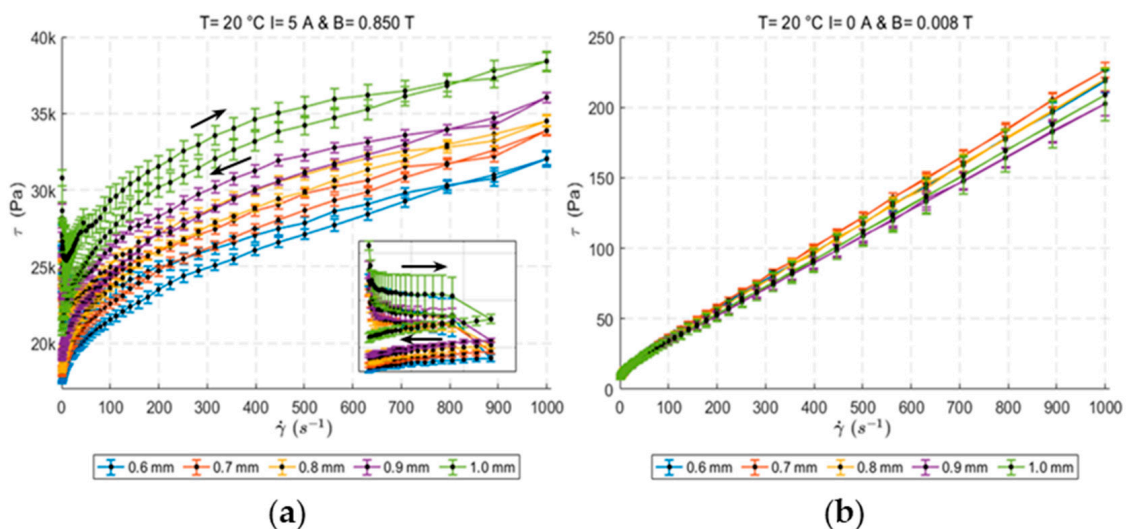 T= 20 °C I= 5 A & B= 0.850 T
40k
35k
30k
25k
20k
τ (Pa)
0 100 200 300 400 500 600 700 800 900 1000
γ̇ (s⁻¹)
0.6 mm 0.7 mm 0.8 mm 0.9 mm 1.0 mm
(a)
T= 20 °C I= 0 A & B= 0.008 T
250
200
150
100
50
0
τ (Pa)
0 100 200 300 400 500 600 700 800 900 1000
γ̇ (s⁻¹)
0.6 mm 0.7 mm 0.8 mm 0.9 mm 1.0 mm
(b)